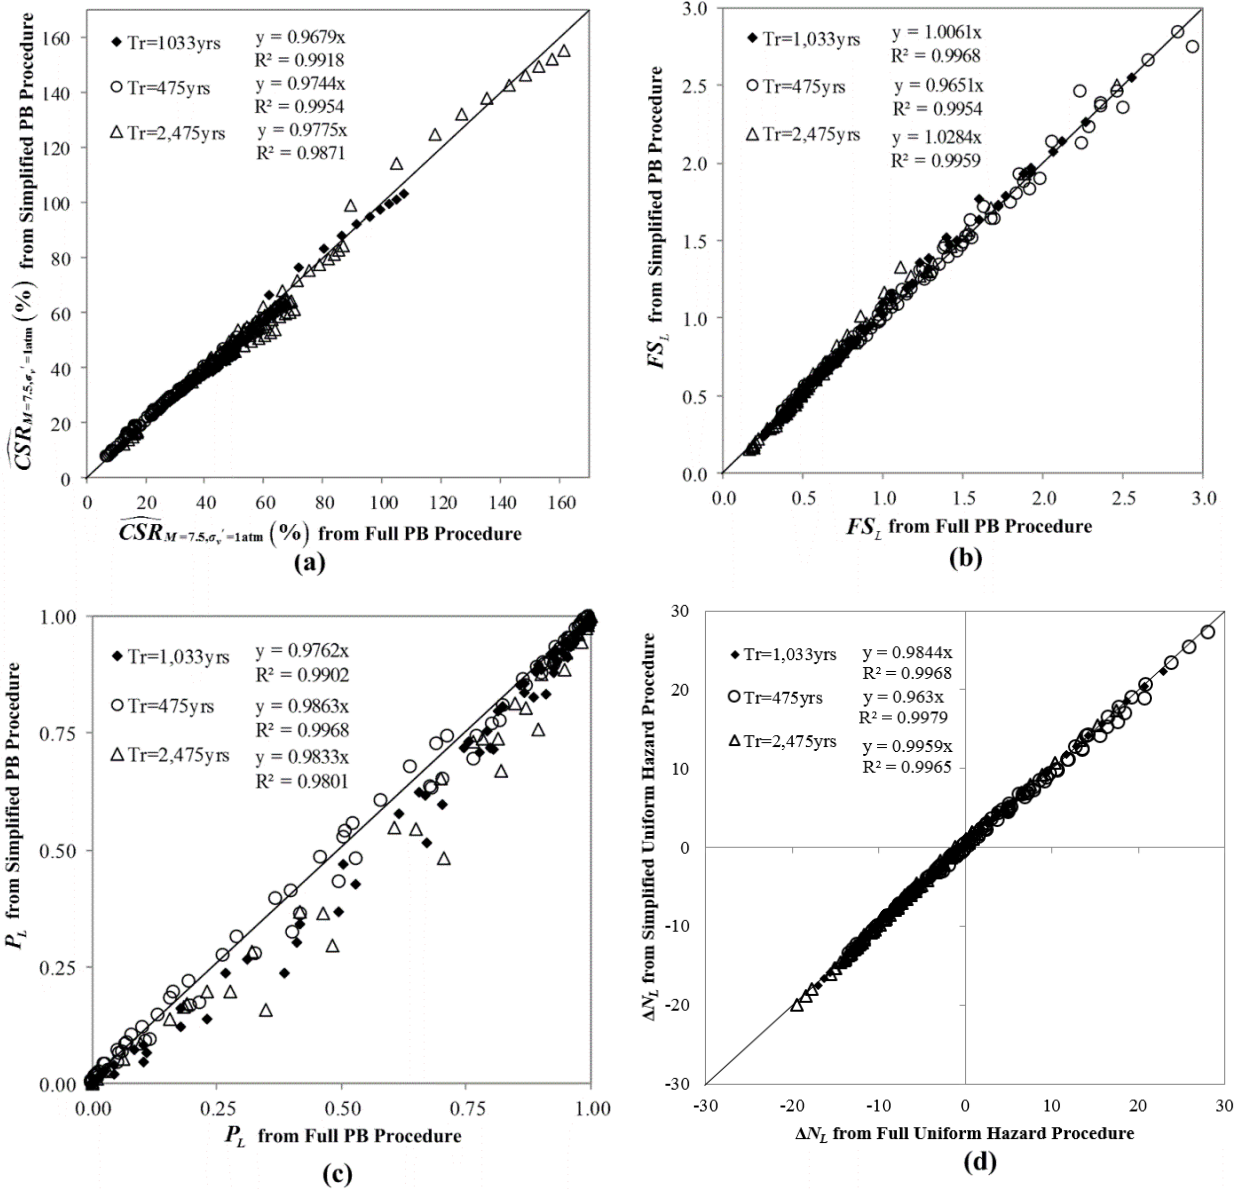 160
140
120
100
80
60
40
20
0
0 20 40 60 80 100 120 140 160
Tr=1033yrs
y = 0.9679x
R² = 0.9918
Tr=475yrs
y = 0.9744x
R² = 0.9954
Tr=2,475yrs
y = 0.9775x
R² = 0.9871
CSR M=7.5,σv'=1atm (%) from Simplified PB Procedure
CSR M=7.5,σv'=1atm (%) from Full PB Procedure
(a)
3.0
2.5
2.0
1.5
1.0
0.5
0.0
0.0 0.5 1.0 1.5 2.0 2.5 3.0
Tr=1,033yrs
y = 1.0061x
R² = 0.9968
Tr=475yrs
y = 0.9651x
R² = 0.9954
Tr=2,475yrs
y = 1.0284x
R² = 0.9959
FS_L from Simplified PB Procedure
FS_L from Full PB Procedure
(b)
1.00
0.75
0.50
0.25
0.00
0.00 0.25 0.50 0.75 1.00
Tr=1,033yrs
y = 0.9762x
R² = 0.9902
Tr=475yrs
y = 0.9863x
R² = 0.9968
Tr=2,475yrs
y = 0.9833x
R² = 0.9801
P_L from Simplified PB Procedure
P_L from Full PB Procedure
(c)
30
20
10
0
-10
-20
-30
-30 -20 -10 0 10 20 30
Tr=1,033yrs
y = 0.9844x
R² = 0.9968
Tr=475yrs
y = 0.963x
R² = 0.9979
Tr=2,475yrs
y = 0.9959x
R² = 0.9965
ΔN_L from Simplified Uniform Hazard Procedure
ΔN_L from Full Uniform Hazard Procedure
(d)